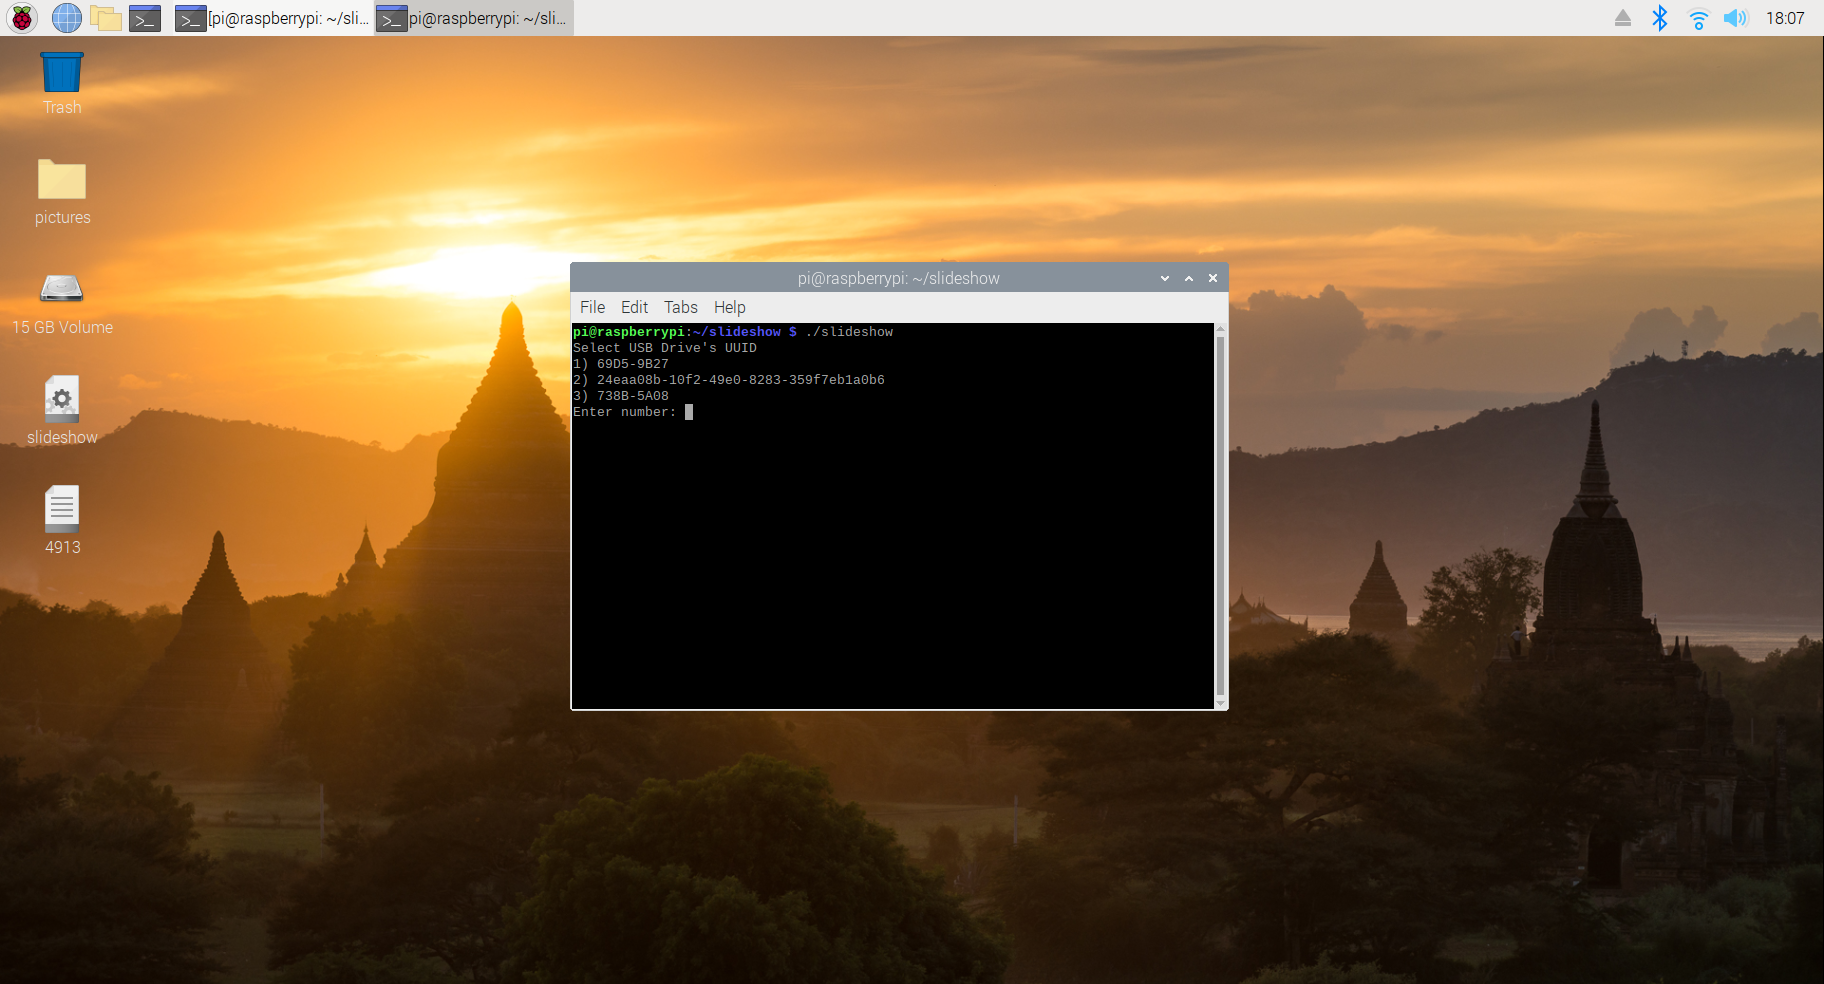 [pi@raspberrypi: ~/sli...
pi@raspberrypi: ~/sli...
18:07
Trash
pictures
15 GB Volume
slideshow
4913
pi@raspberrypi: ~/slideshow
File Edit Tabs Help
pi@raspberrypi:~/slideshow $ ./slideshow
Select USB Drive's UUID
1) 69D5-9B27
2) 24eaa08b-10f2-49e0-8283-359f7eb1a0b6
3) 738B-5A08
Enter number: